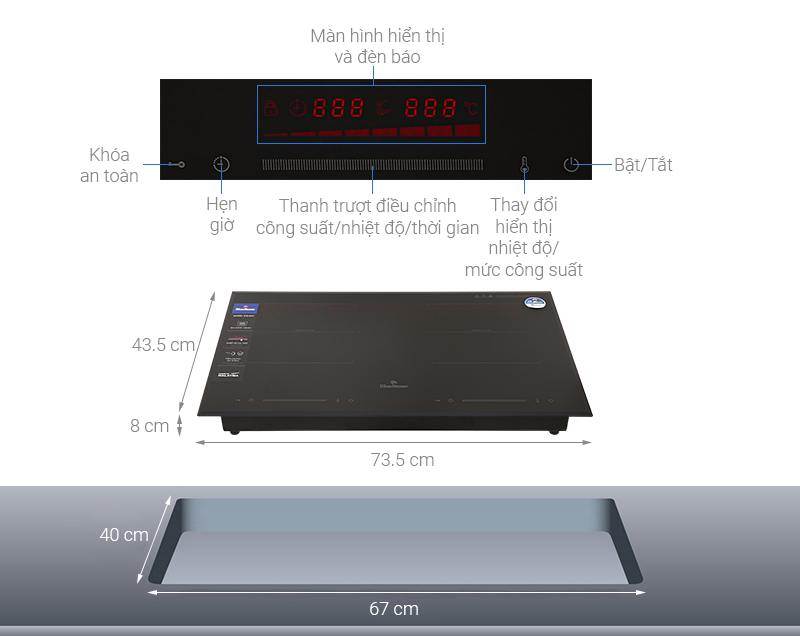 Màn hình hiển thị
và đèn báo
888 888 °C
Khóa
an toàn
Bật/Tắt
Hẹn
giờ
Thanh trượt điều chỉnh
công suất/nhiệt độ/thời gian
Thay đổi
hiển thị
nhiệt độ/
mức công suất
43.5 cm
8 cm
73.5 cm
40 cm
67 cm